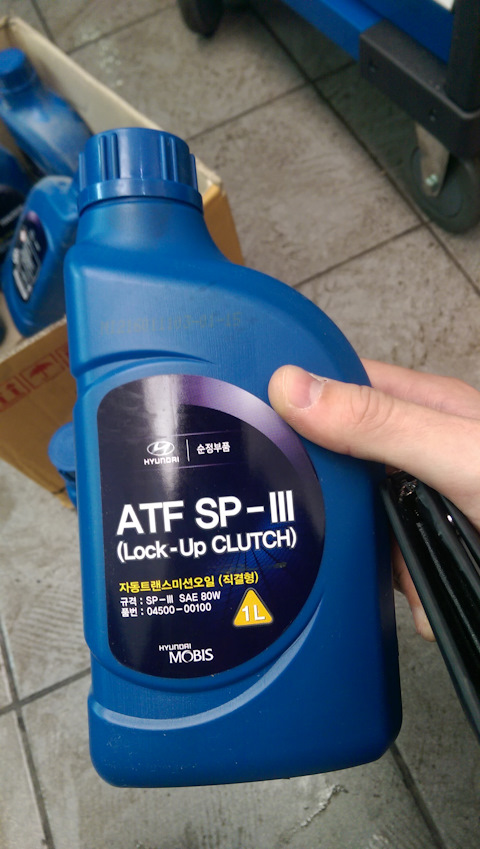 HYUNDAI
순정부품
ATF SP-III
(Lock-Up CLUTCH)
자동트랜스미션오일 (직결형)
규격 : SP-III SAE 80W
품번 : 04500-00100
1L
HYUNDAI
MOBIS